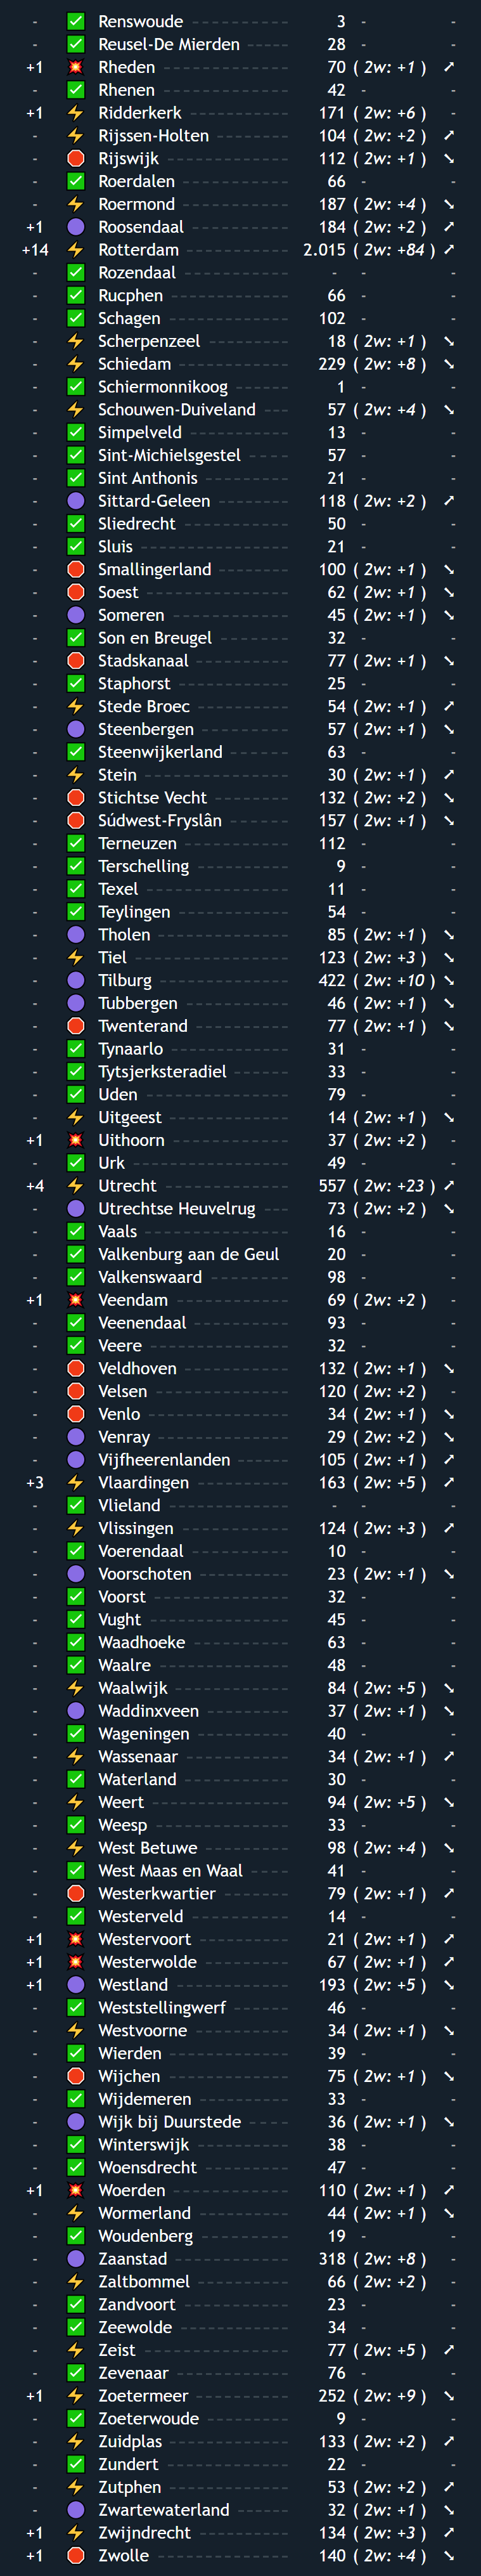 - ✅ Renswoude 3 - -
- ✅ Reusel-De Mierden 28 - -
+1 💥 Rheden 70 ( 2w: +1 ) ➚
- ✅ Rhenen 42 - -
+1 ⚡ Ridderkerk 171 ( 2w: +6 ) -
- ⚡ Rijssen-Holten 104 ( 2w: +2 ) ➚
- 🛑 Rijswijk 112 ( 2w: +1 ) ➘
- ✅ Roerdalen 66 - -
- ⚡ Roermond 187 ( 2w: +4 ) ➘
+1 🟣 Roosendaal 184 ( 2w: +2 ) ➚
+14 ⚡ Rotterdam 2.015 ( 2w: +84 ) ➚
- ✅ Rozendaal - - -
- ✅ Rucphen 66 - -
- ✅ Schagen 102 - -
- ⚡ Scherpenzeel 18 ( 2w: +1 ) ➘
- ⚡ Schiedam 229 ( 2w: +8 ) ➘
- ✅ Schiermonnikoog 1 - -
- ⚡ Schouwen-Duiveland 57 ( 2w: +4 ) ➘
- ✅ Simpelveld 13 - -
- ✅ Sint-Michielsgestel 57 - -
- ✅ Sint Anthonis 21 - -
- 🟣 Sittard-Geleen 118 ( 2w: +2 ) ➚
- ✅ Sliedrecht 50 - -
- ✅ Sluis 21 - -
- 🛑 Smallingerland 100 ( 2w: +1 ) ➘
- 🛑 Soest 62 ( 2w: +1 ) ➘
- 🟣 Someren 45 ( 2w: +1 ) ➘
- ✅ Son en Breugel 32 - -
- 🛑 Stadskanaal 77 ( 2w: +1 ) ➘
- ✅ Staphorst 25 - -
- ⚡ Stede Broec 54 ( 2w: +1 ) ➚
- 🟣 Steenbergen 57 ( 2w: +1 ) ➘
- ✅ Steenwijkerland 63 - -
- ⚡ Stein 30 ( 2w: +1 ) ➚
- 🛑 Stichtse Vecht 132 ( 2w: +2 ) ➘
- 🛑 Súdwest-Fryslân 157 ( 2w: +1 ) ➘
- ✅ Terneuzen 112 - -
- ✅ Terschelling 9 - -
- ✅ Texel 11 - -
- ✅ Teylingen 54 - -
- 🟣 Tholen 85 ( 2w: +1 ) ➘
- ⚡ Tiel 123 ( 2w: +3 ) ➘
- 🟣 Tilburg 422 ( 2w: +10 ) ➘
- 🟣 Tubbergen 46 ( 2w: +1 ) ➘
- 🛑 Twenterand 77 ( 2w: +1 ) ➘
- ✅ Tynaarlo 31 - -
- ✅ Tytsjerksteradiel 33 - -
- ✅ Uden 79 - -
- ⚡ Uitgeest 14 ( 2w: +1 ) ➘
+1 💥 Uithoorn 37 ( 2w: +2 ) -
- ✅ Urk 49 - -
+4 ⚡ Utrecht 557 ( 2w: +23 ) ➚
- 🟣 Utrechtse Heuvelrug 73 ( 2w: +2 ) ➘
- ✅ Vaals 16 - -
- ✅ Valkenburg aan de Geul 20 - -
- ✅ Valkenswaard 98 - -
+1 💥 Veendam 69 ( 2w: +2 ) -
- ✅ Veenendaal 93 - -
- ✅ Veere 32 - -
- 🛑 Veldhoven 132 ( 2w: +1 ) ➘
- 🛑 Velsen 120 ( 2w: +2 ) -
- 🛑 Venlo 34 ( 2w: +1 ) ➘
- 🟣 Venray 29 ( 2w: +2 ) ➘
- 🟣 Vijfheerenlanden 105 ( 2w: +1 ) ➚
+3 ⚡ Vlaardingen 163 ( 2w: +5 ) ➚
- ✅ Vlieland - - -
- ⚡ Vlissingen 124 ( 2w: +3 ) ➚
- ✅ Voerendaal 10 - -
- 🟣 Voorschoten 23 ( 2w: +1 ) ➘
- ✅ Voorst 32 - -
- ✅ Vught 45 - -
- ✅ Waadhoeke 63 - -
- ✅ Waalre 48 - -
- ⚡ Waalwijk 84 ( 2w: +5 ) ➘
- 🟣 Waddinxveen 37 ( 2w: +1 ) ➘
- ✅ Wageningen 40 - -
- ⚡ Wassenaar 34 ( 2w: +1 ) ➚
- ✅ Waterland 30 - -
- ⚡ Weert 94 ( 2w: +5 ) ➘
- ✅ Weesp 33 - -
- ⚡ West Betuwe 98 ( 2w: +4 ) ➘
- ✅ West Maas en Waal 41 - -
- 🛑 Westerkwartier 79 ( 2w: +1 ) ➚
- ✅ Westerveld 14 - -
+1 💥 Westervoort 21 ( 2w: +1 ) ➚
+1 💥 Westerwolde 67 ( 2w: +1 ) ➚
+1 🟣 Westland 193 ( 2w: +5 ) ➘
- ✅ Weststellingwerf 46 - -
- ⚡ Westvoorne 34 ( 2w: +1 ) ➘
- ✅ Wierden 39 - -
- 🛑 Wijchen 75 ( 2w: +1 ) ➘
- ✅ Wijdemeren 33 - -
- 🟣 Wijk bij Duurstede 36 ( 2w: +1 ) ➘
- ✅ Winterswijk 38 - -
- ✅ Woensdrecht 47 - -
+1 💥 Woerden 110 ( 2w: +1 ) ➚
- ⚡ Wormerland 44 ( 2w: +1 ) ➘
- ✅ Woudenberg 19 - -
- 🟣 Zaanstad 318 ( 2w: +8 ) -
- ⚡ Zaltbommel 66 ( 2w: +2 ) -
- ✅ Zandvoort 23 - -
- ✅ Zeewolde 34 - -
- ⚡ Zeist 77 ( 2w: +5 ) ➚
- ✅ Zevenaar 76 - -
+1 ⚡ Zoetermeer 252 ( 2w: +9 ) ➘
- ✅ Zoeterwoude 9 - -
- ⚡ Zuidplas 133 ( 2w: +2 ) ➚
- ✅ Zundert 22 - -
- ⚡ Zutphen 53 ( 2w: +2 ) ➚
- 🟣 Zwartewaterland 32 ( 2w: +1 ) ➘
+1 ⚡ Zwijndrecht 134 ( 2w: +3 ) ➚
+1 🛑 Zwolle 140 ( 2w: +4 ) ➘